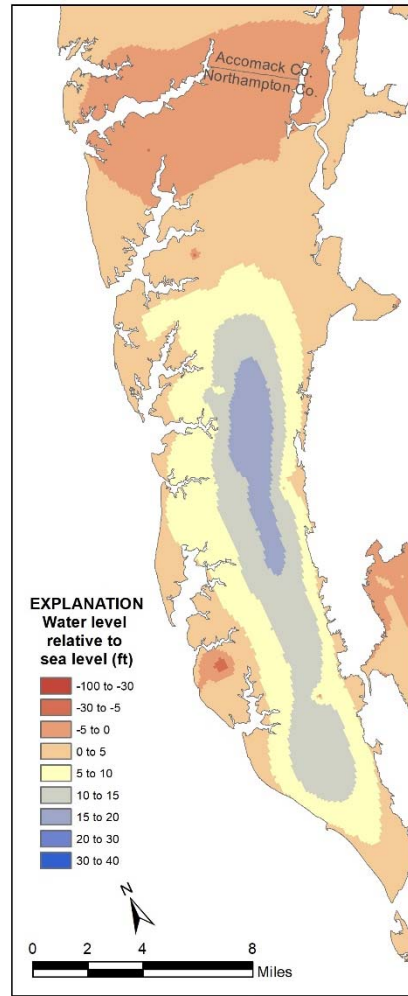 Accomack Co.
Northampton Co.
EXPLANATION
Water level
relative to
sea level (ft)
-100 to -30
-30 to -5
-5 to 0
0 to 5
5 to 10
10 to 15
15 to 20
20 to 30
30 to 40
N
0 2 4 8
Miles